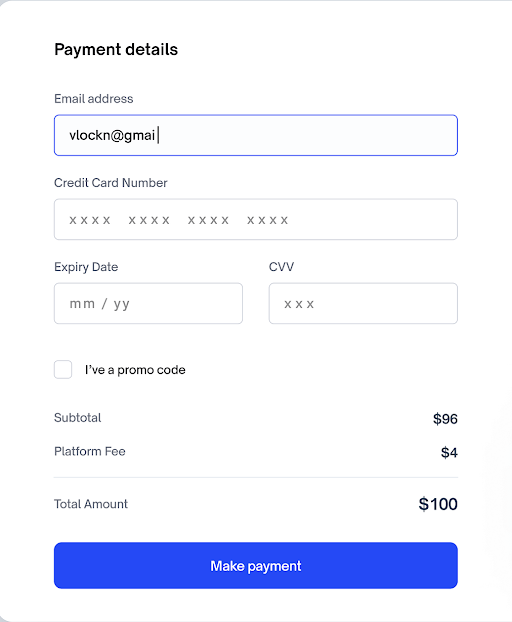 Payment details
Email address
vlockn@gmai
Credit Card Number
xxxx xxxx xxxx xxxx
Expiry Date CVV
mm / yy xxx
I've a promo code
Subtotal $96
Platform Fee $4
Total Amount $100
Make payment